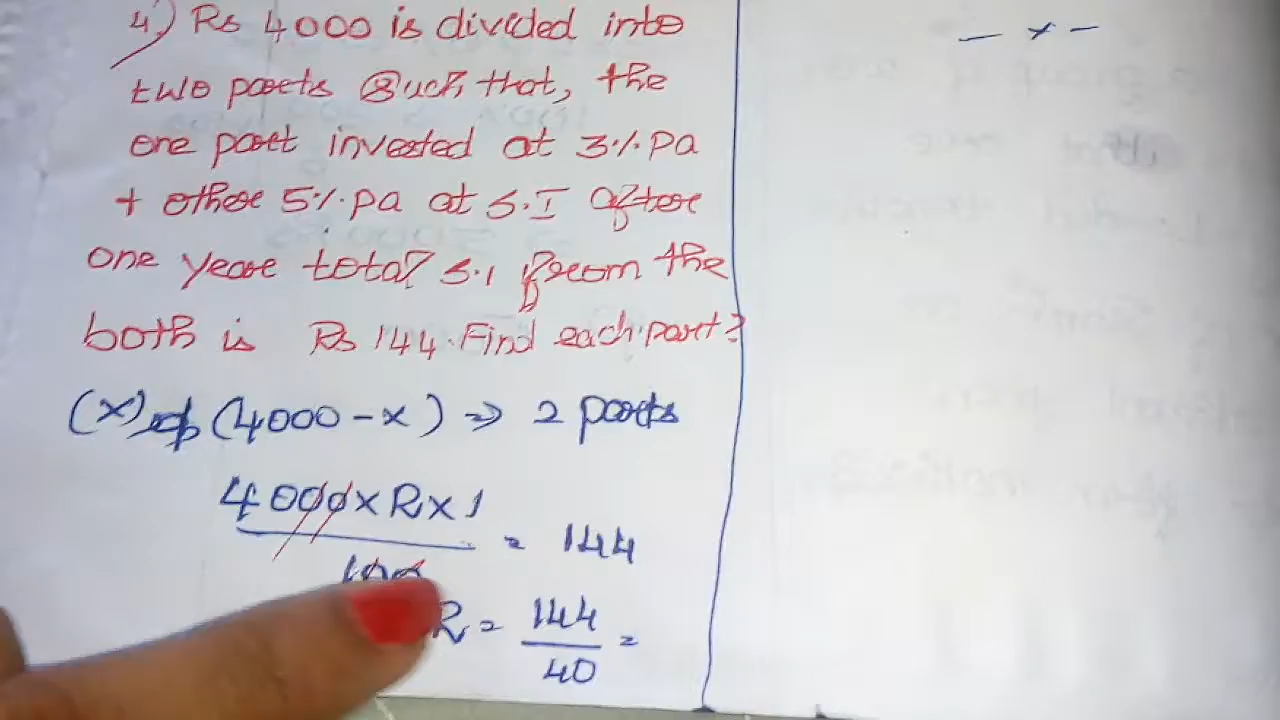 4) Rs 4000 is divided into
two parts such that, the
one part invested at 3% Pa
+ other 5% Pa at S.I after
one year total S.I from the
both is Rs 144. Find each part?
(x) of (4000 - x) => 2 parts
4000 x R x 1
100
= 144
R = 144
40
=
- x -